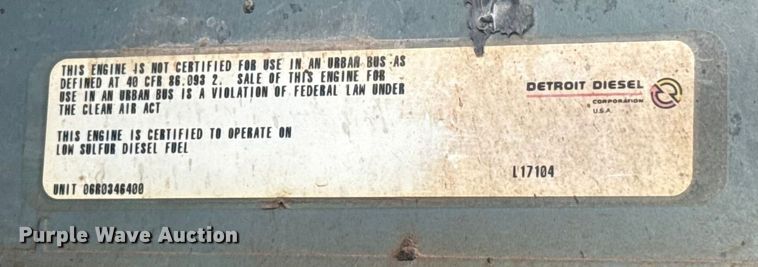 THIS ENGINE IS NOT CERTIFIED FOR USE IN AN URBAN BUS AS
DEFINED AT 40 CFR 86.093 2. SALE OF THIS ENGINE FOR
USE IN AN URBAN BUS IS A VIOLATION OF FEDERAL LAW UNDER
THE CLEAN AIR ACT
THIS ENGINE IS CERTIFIED TO OPERATE ON
LOW SULFUR DIESEL FUEL
UNIT 06R0346400
DETROIT DIESEL
CORPORATION
U.S.A.
L17104
Purple Wave Auction